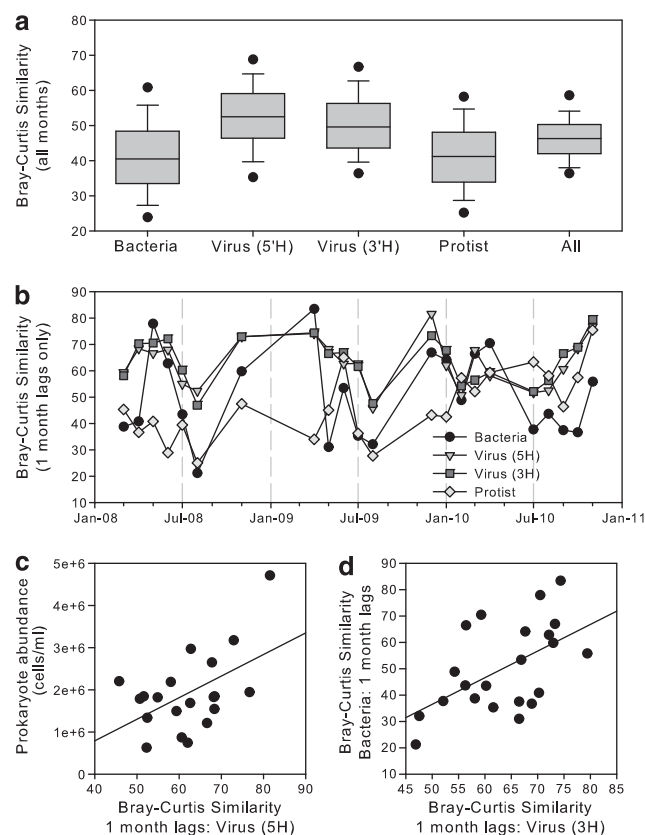 a
Bray-Curtis Similarity
(all months)
80
70
60
50
40
30
20
Bacteria Virus (5'H) Virus (3'H) Protist All
b
Bray-Curtis Similarity
(1 month lags only)
90
80
70
60
50
40
30
20
10
Bacteria
Virus (5H)
Virus (3H)
Protist
Jan-08 Jul-08 Jan-09 Jul-09 Jan-10 Jul-10 Jan-11
c
Prokaryote abundance
(cells/ml)
5e+6
4e+6
3e+6
2e+6
1e+6
0
40 50 60 70 80 90
Bray-Curtis Similarity
1 month lags: Virus (5H)
d
Bray-Curtis Similarity
Bacteria: 1 month lags
90
80
70
60
50
40
30
20
10
45 50 55 60 65 70 75 80 85
Bray-Curtis Similarity
1 month lags: Virus (3H)